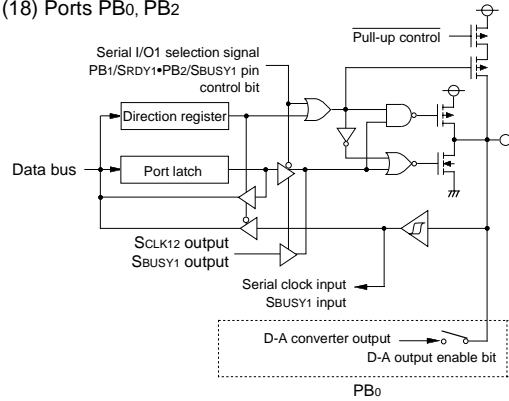 (18) Ports PB0, PB2
Pull-up control
Serial I/O1 selection signal
PB1/SRDY1•PB2/SBUSY1 pin
control bit
Direction register
Data bus
Port latch
SCLK12 output
SBUSY1 output
Serial clock input
SBUSY1 input
D-A converter output
D-A output enable bit
PB0